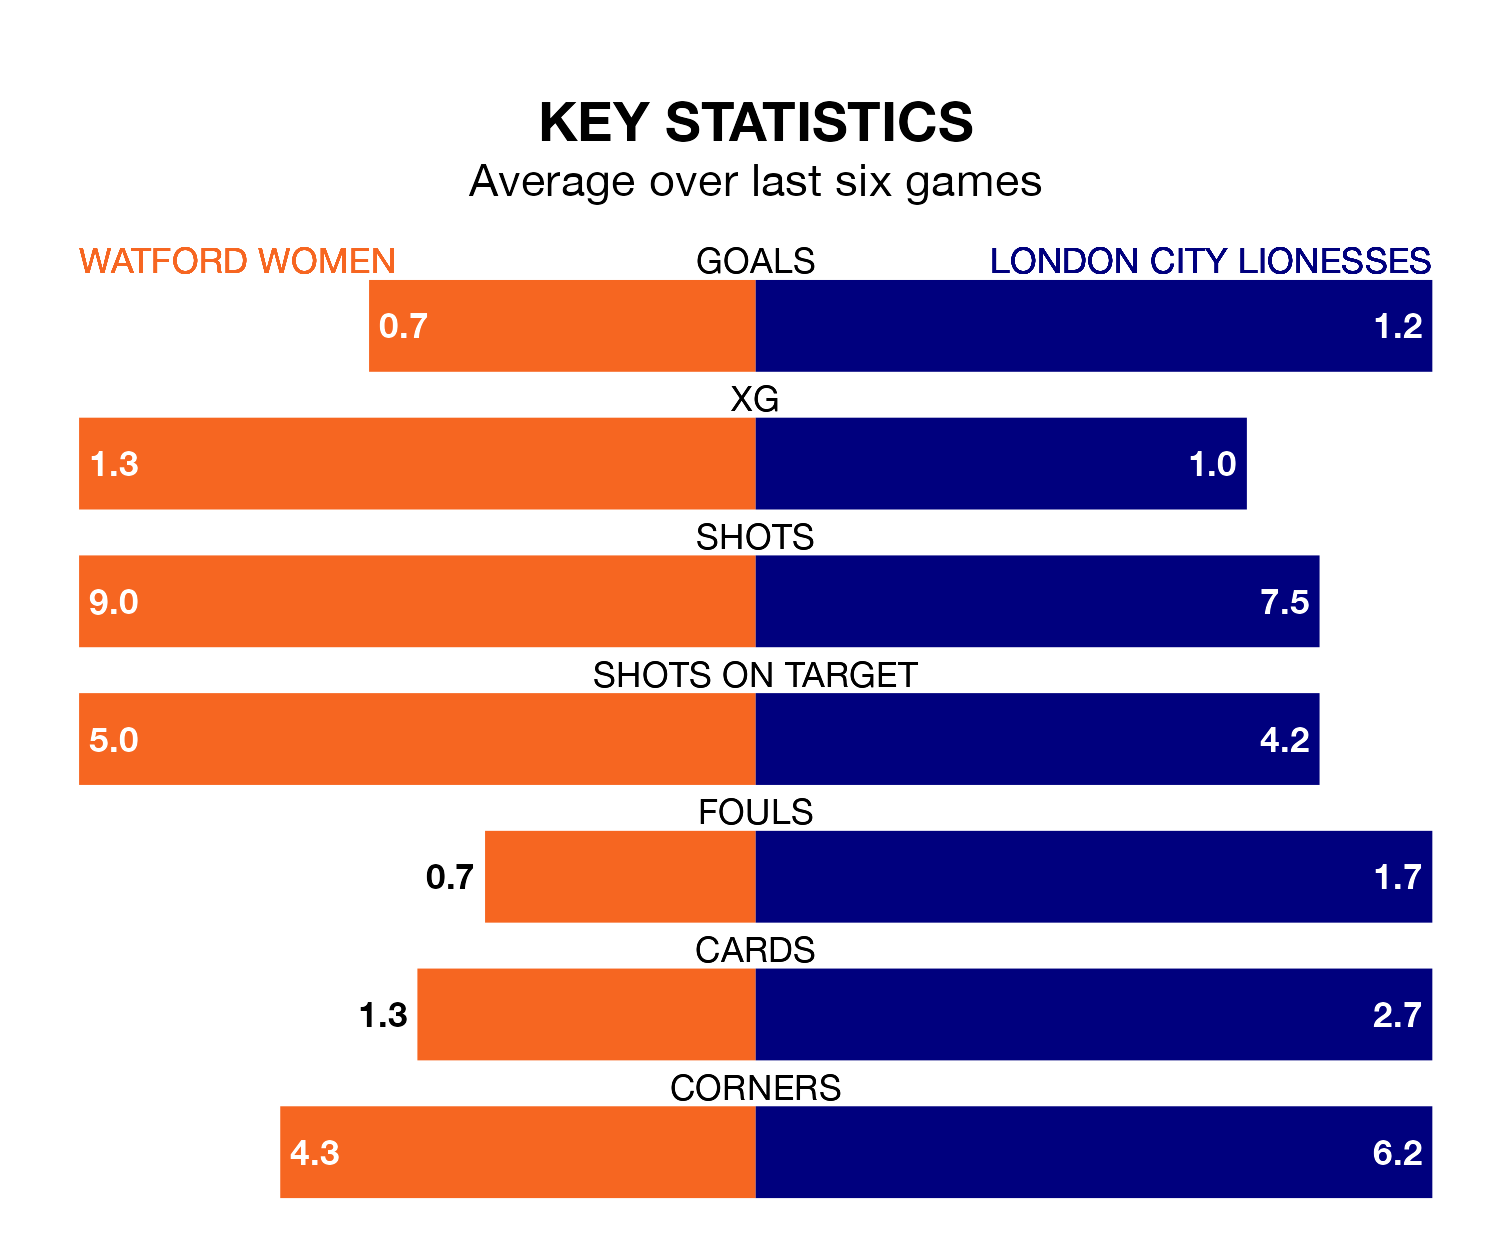 KEY STATISTICS
Average over last six games
WATFORD WOMEN GOALS LONDON CITY LIONESSES
0.7 1.2
XG
1.3 1.0
SHOTS
9.0 7.5
SHOTS ON TARGET
5.0 4.2
FOULS
0.7 1.7
CARDS
1.3 2.7
CORNERS
4.3 6.2